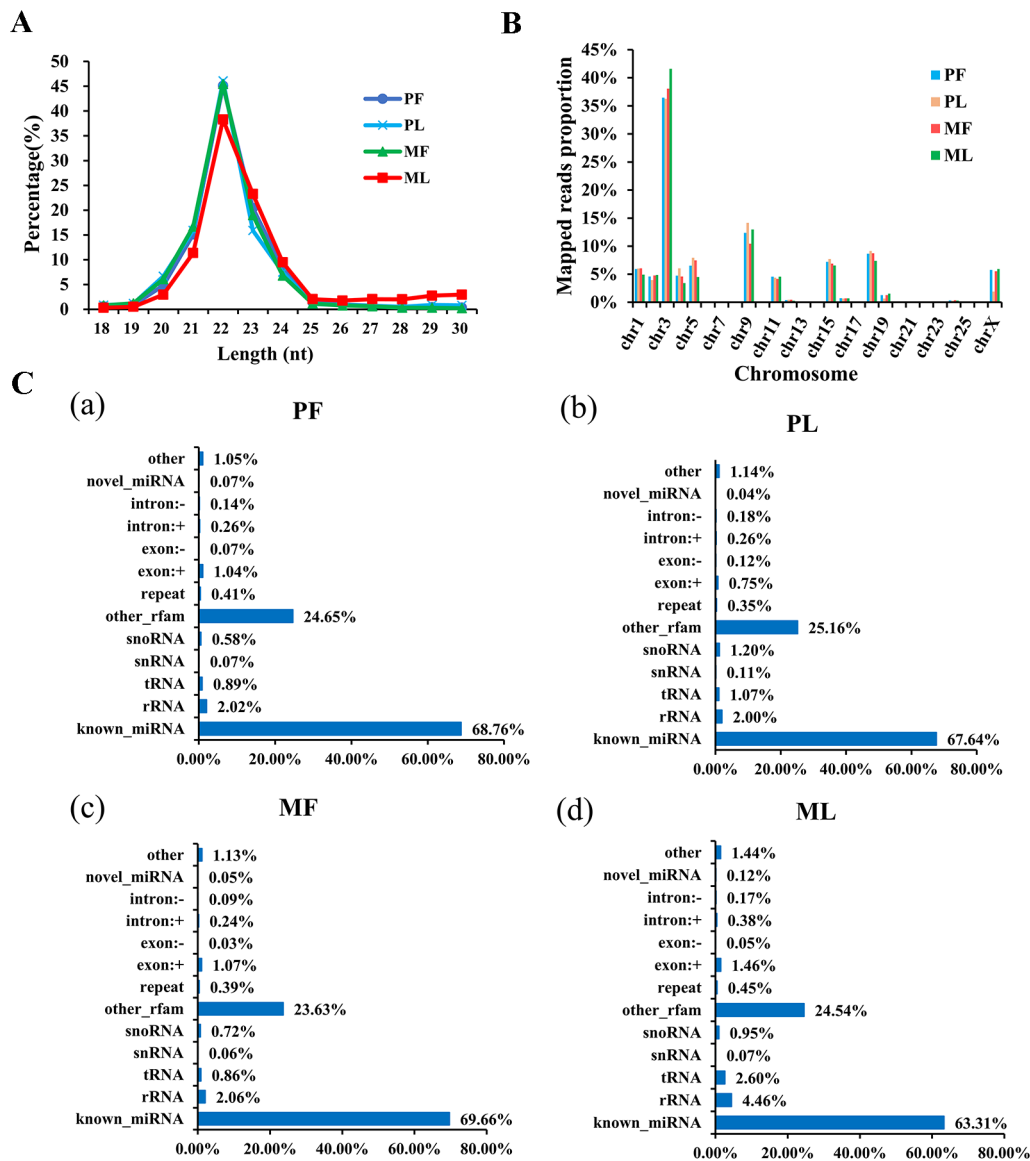 A
50
45
40
35
30
25
20
15
10
5
0
Percentage(%)
PF
PL
MF
ML
18 19 20 21 22 23 24 25 26 27 28 29 30
Length (nt)
B
45%
40%
35%
30%
25%
20%
15%
10%
5%
0%
Mapped reads proportion
PF
PL
MF
ML
chr1 chr3 chr5 chr7 chr9 chr11 chr13 chr15 chr17 chr19 chr21 chr23 chr25 chrX
Chromosome
C
(a)
PF
other 1.05%
novel_miRNA 0.07%
intron:- 0.14%
intron:+ 0.26%
exon:- 0.07%
exon:+ 1.04%
repeat 0.41%
other_rfam 24.65%
snoRNA 0.58%
snRNA 0.07%
tRNA 0.89%
rRNA 2.02%
known_miRNA 68.76%
0.00% 20.00% 40.00% 60.00% 80.00%
(b)
PL
other 1.14%
novel_miRNA 0.04%
intron:- 0.18%
intron:+ 0.26%
exon:- 0.12%
exon:+ 0.75%
repeat 0.35%
other_rfam 25.16%
snoRNA 1.20%
snRNA 0.11%
tRNA 1.07%
rRNA 2.00%
known_miRNA 67.64%
0.00% 20.00% 40.00% 60.00% 80.00%
(c)
MF
other 1.13%
novel_miRNA 0.05%
intron:- 0.09%
intron:+ 0.24%
exon:- 0.03%
exon:+ 1.07%
repeat 0.39%
other_rfam 23.63%
snoRNA 0.72%
snRNA 0.06%
tRNA 0.86%
rRNA 2.06%
known_miRNA 69.66%
0.00% 20.00% 40.00% 60.00% 80.00%
(d)
ML
other 1.44%
novel_miRNA 0.12%
intron:- 0.17%
intron:+ 0.38%
exon:- 0.05%
exon:+ 1.46%
repeat 0.45%
other_rfam 24.54%
snoRNA 0.95%
snRNA 0.07%
tRNA 2.60%
rRNA 4.46%
known_miRNA 63.31%
0.00% 20.00% 40.00% 60.00% 80.00%